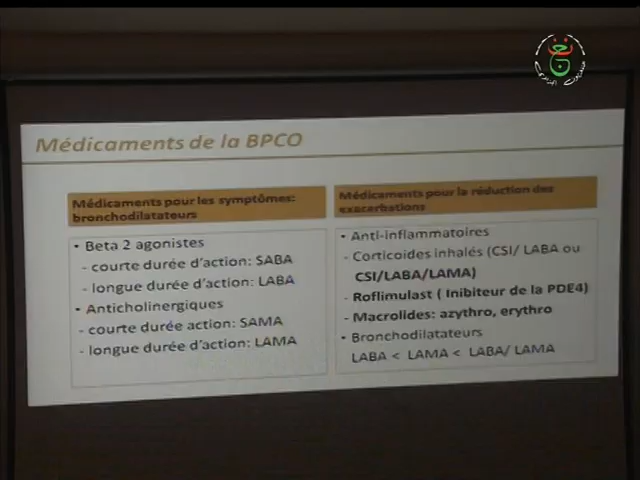 Médicaments de la BPCO
Médicaments pour les symptômes:
bronchodilatateurs
• Beta 2 agonistes
- courte durée d'action: SABA
- longue durée d'action: LABA
• Anticholinergiques
- courte durée action: SAMA
- longue durée d'action: LAMA
Médicaments pour la réduction des
exacerbations
• Anti-inflammatoires
- Corticoides inhalés (CSI/ LABA ou
CSI/LABA/LAMA)
- Roflimulast ( Inibiteur de la PDE4)
- Macrolides: azythro, erythro
• Bronchodilatateurs
LABA < LAMA < LABA/ LAMA